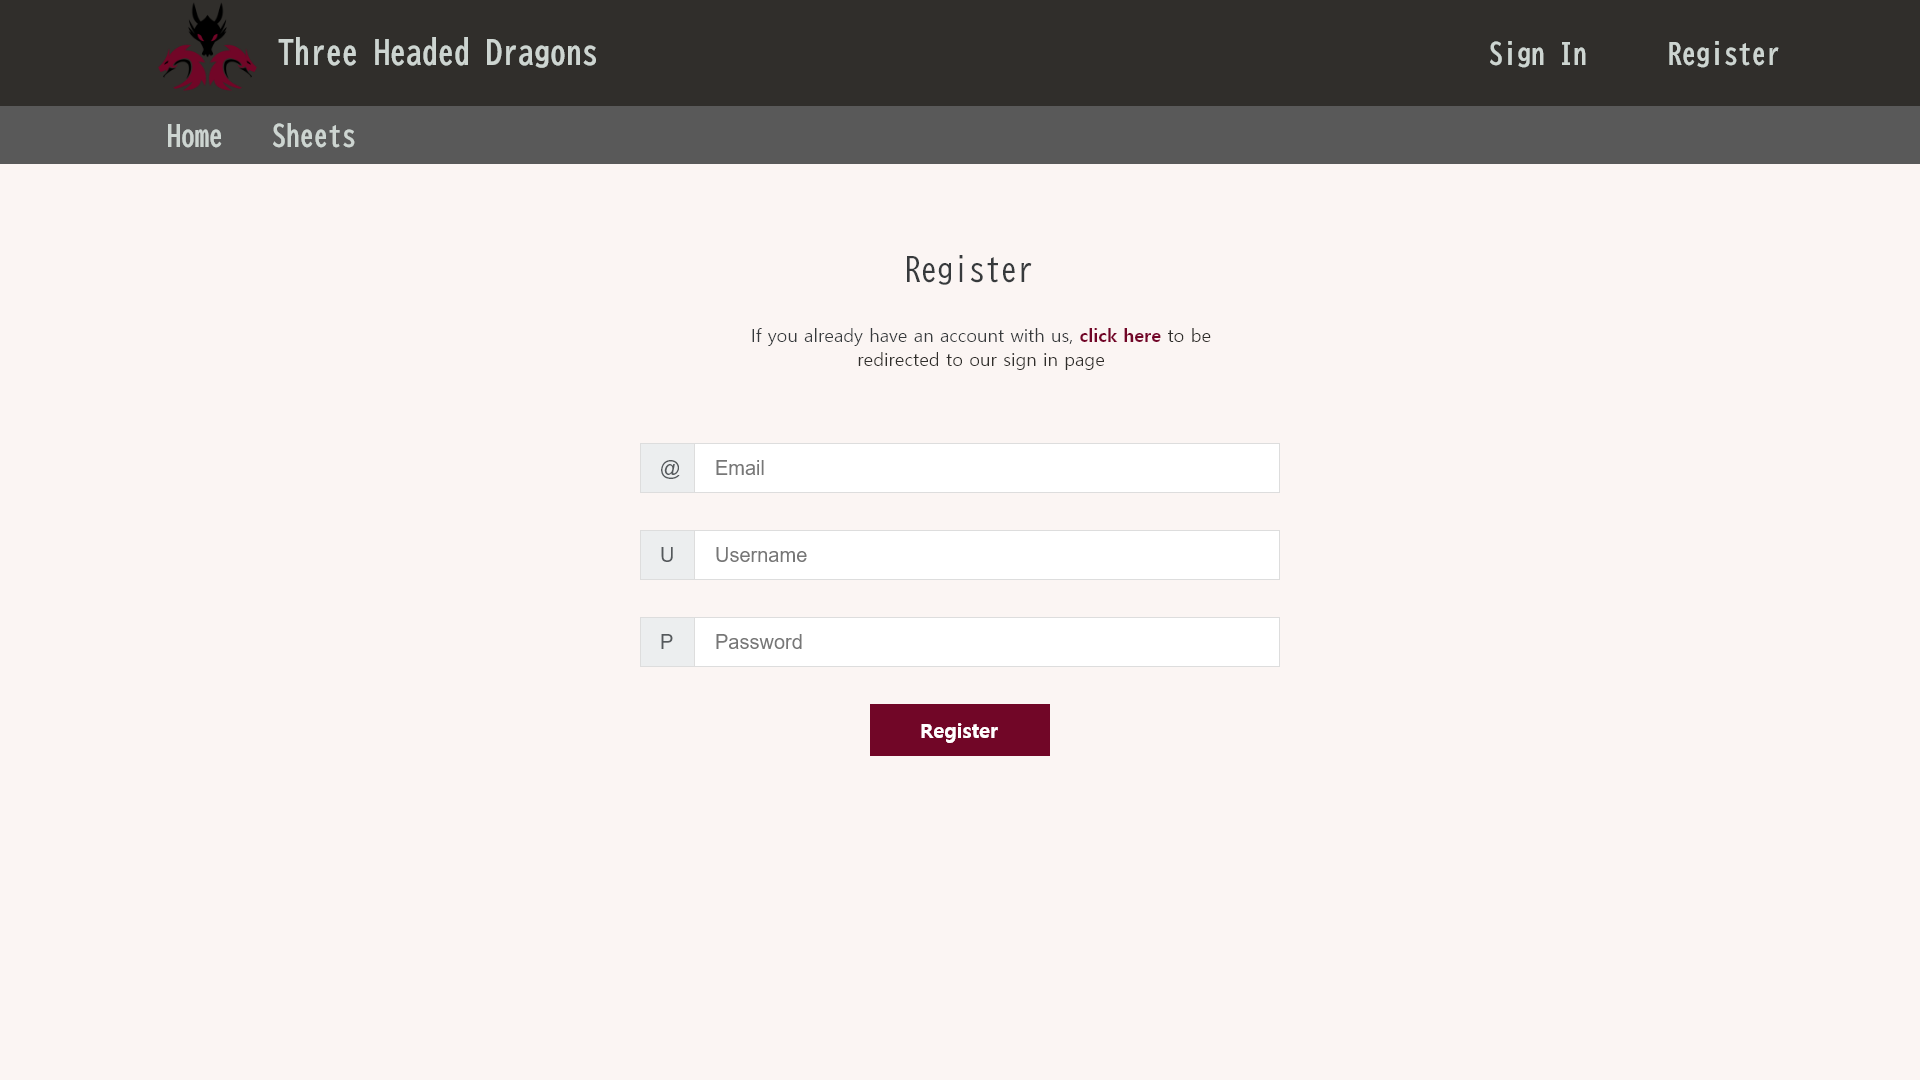 Three Headed Dragons
Sign In
Register
Home
Sheets
Register
If you already have an account with us, click here to be
redirected to our sign in page
@ Email
U Username
P Password
Register